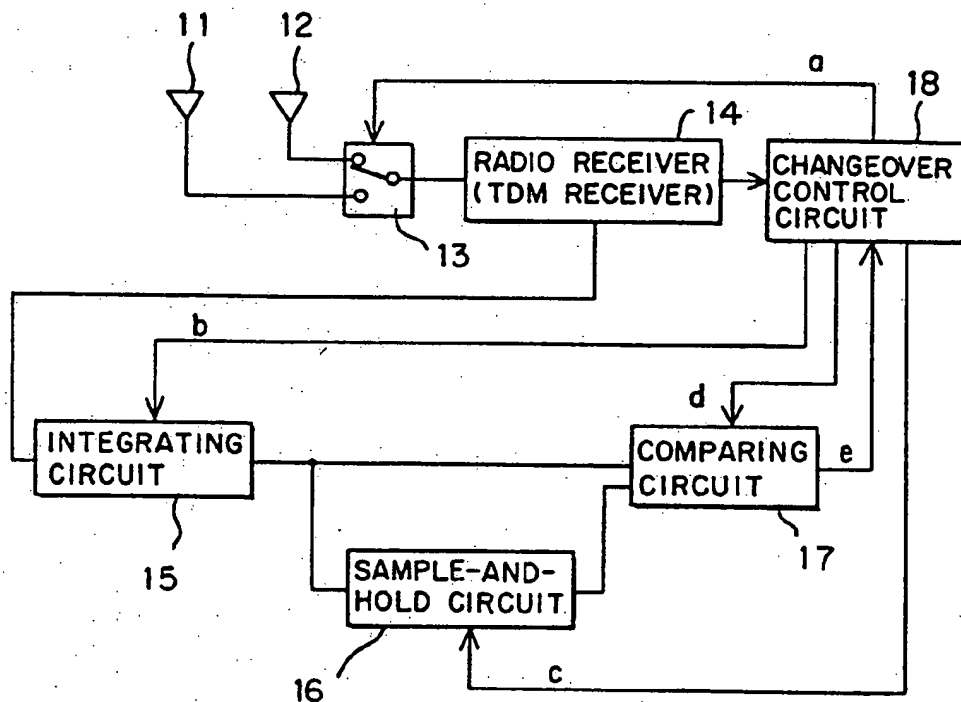 11
12
a
18
14
RADIO RECEIVER
(TDM RECEIVER)
CHANGEOVER
CONTROL
CIRCUIT
13
b
d
INTEGRATING
CIRCUIT
COMPARING
CIRCUIT
e
15
17
SAMPLE-AND-
HOLD CIRCUIT
16
c